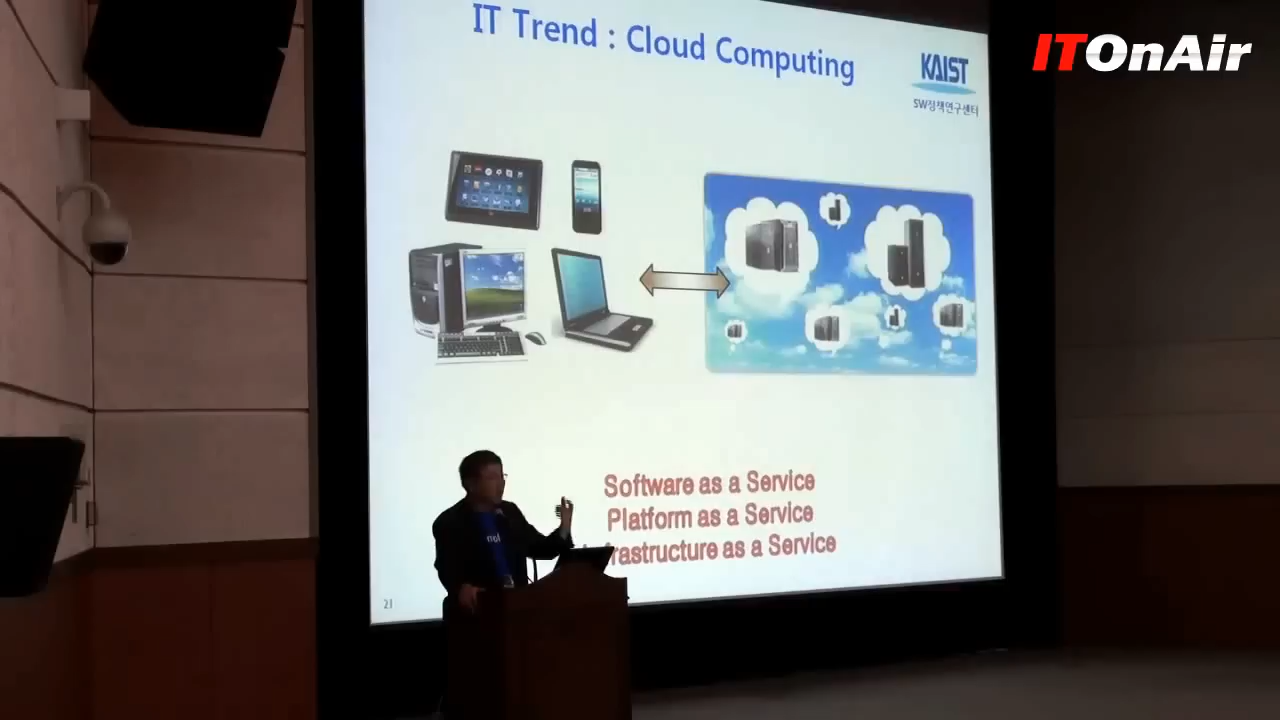 IT Trend : Cloud Computing
ITOnAir
KAIST
SW정책연구센터
Software as a Service
Platform as a Service
frastructure as a Service
21